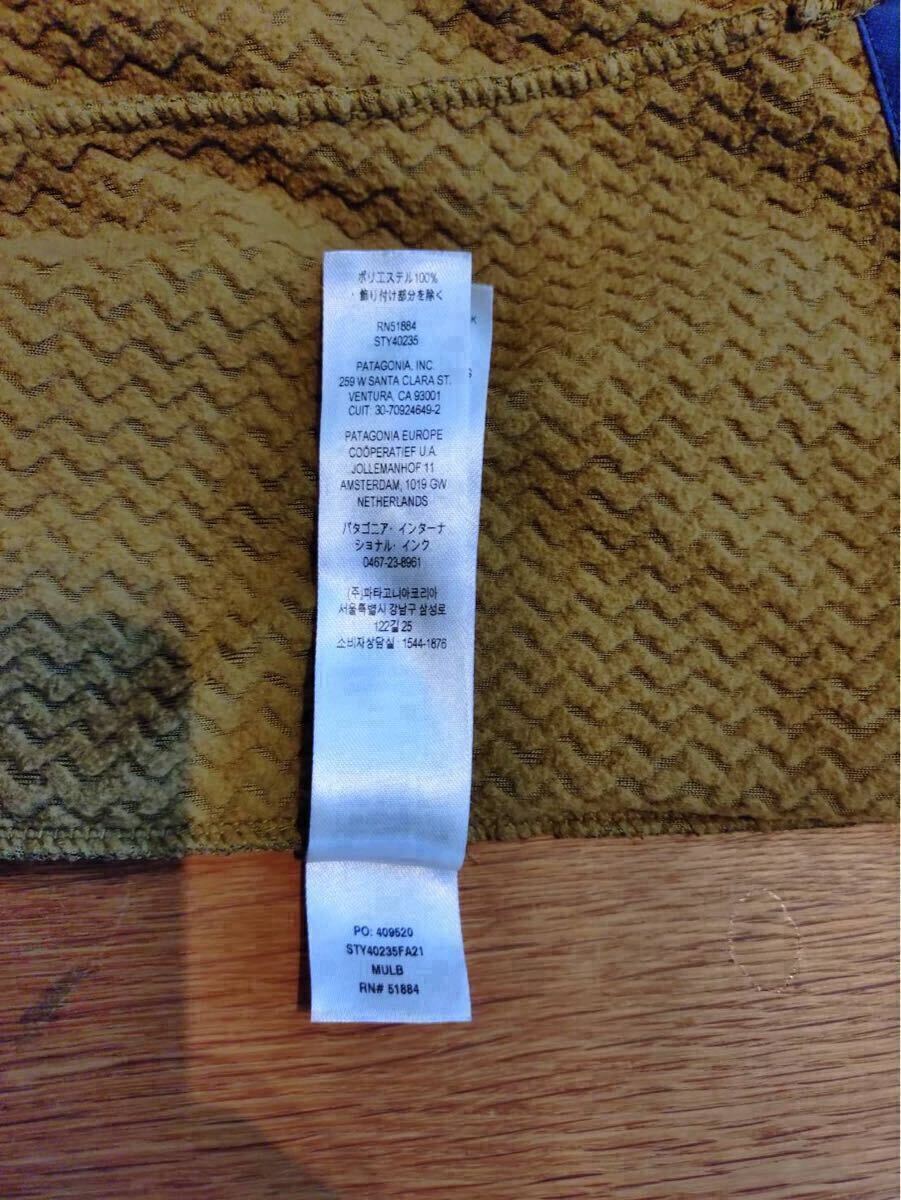 ポリエステル100%
・飾り付け部分を除く
RN51884
STY40235
PATAGONIA, INC.
259 W SANTA CLARA ST.
VENTURA, CA 93001
CUIT: 30-70924649-2
PATAGONIA EUROPE
COÖPERATIEF U.A.
JOLLEMANHOF 11
AMSTERDAM, 1019 GW
NETHERLANDS
パタゴニア・インターナ
ショナル・インク
0467-23-8961
(주)파타고니아코리아
서울특별시 강남구 삼성로
122길 25
소비자상담실 : 1544-1876
PO: 409520
STY40235FA21
MULB
RN# 51884
K
S